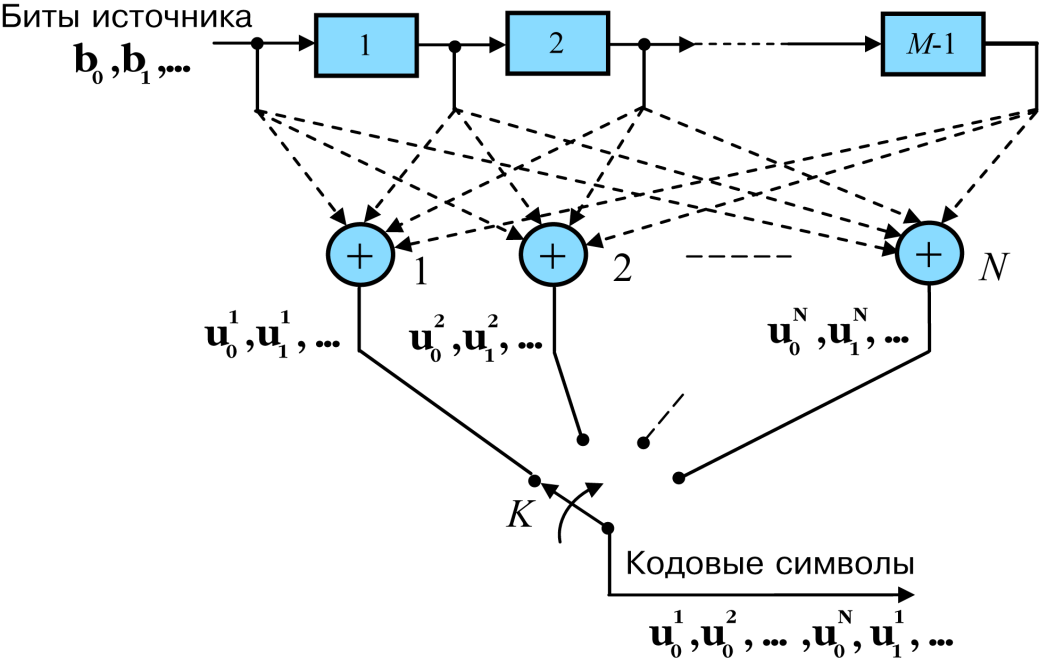 Биты источника
b₀,b₁,...
1 2 M-1
+ 1 + 2 + N
u₀¹,u₁¹, ... u₀²,u₁², ... u₀ᴺ,u₁ᴺ, ...
K
Кодовые символы
u₀¹,u₀², ... ,u₀ᴺ, u₁¹, ...